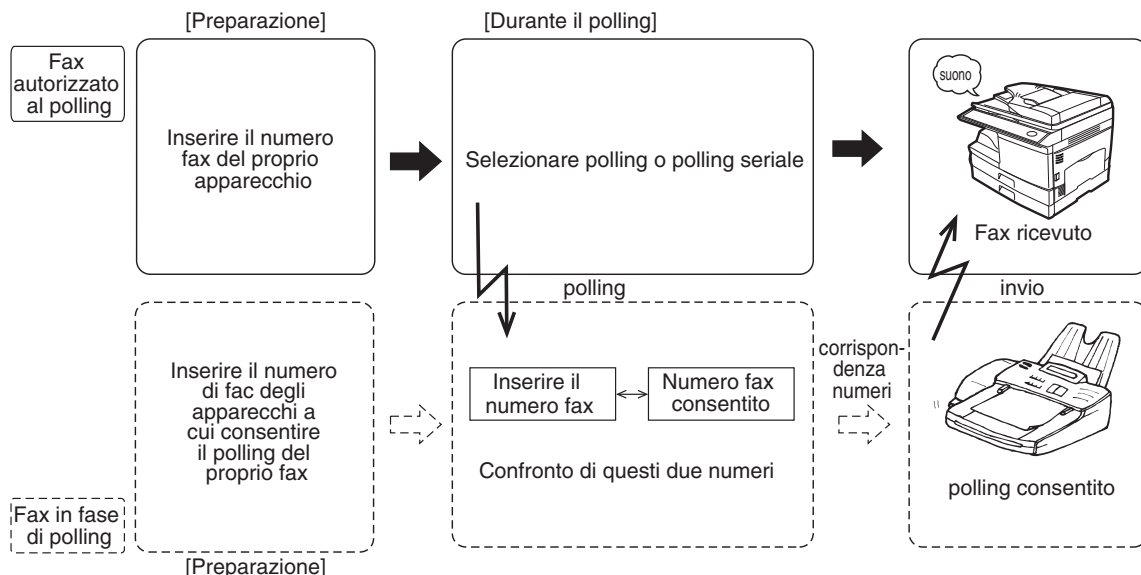 [Preparazione]
[Durante il polling]
Fax
autorizzato
al polling
Inserire il numero
fax del proprio
apparecchio
Selezionare polling o polling seriale
suono
Fax ricevuto
polling
invio
Inserire il numero
di fac degli
apparecchi a
cui consentire
il polling del
proprio fax
Inserire il
numero fax
Numero fax
consentito
Confronto di questi due numeri
corrispon-
denza
numeri
polling consentito
Fax in fase
di polling
[Preparazione]